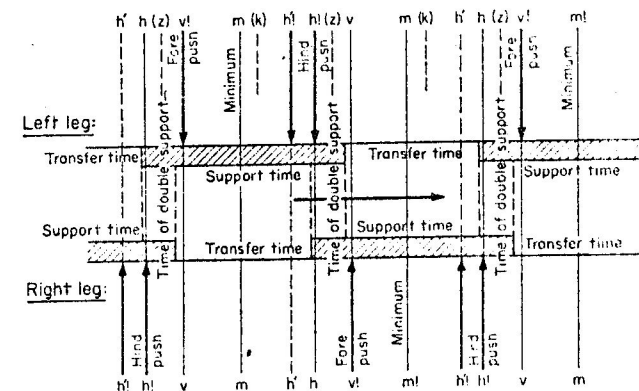 h' h (z) v! m (k) h'! h! (z) v m (k) h' h (z) v! m!
Fore push
Minimum
Hind push
Fore push
Minimum
Left leg:
Transfer time
Support time
Transfer time
Support time
Time of double support
Time of double support
Time of double support
Support time
Transfer time
Support time
Transfer time
Right leg:
Hind push
Fore push
Minimum
Hind push
h'! h! v m h' h v! m! h'! h! v m